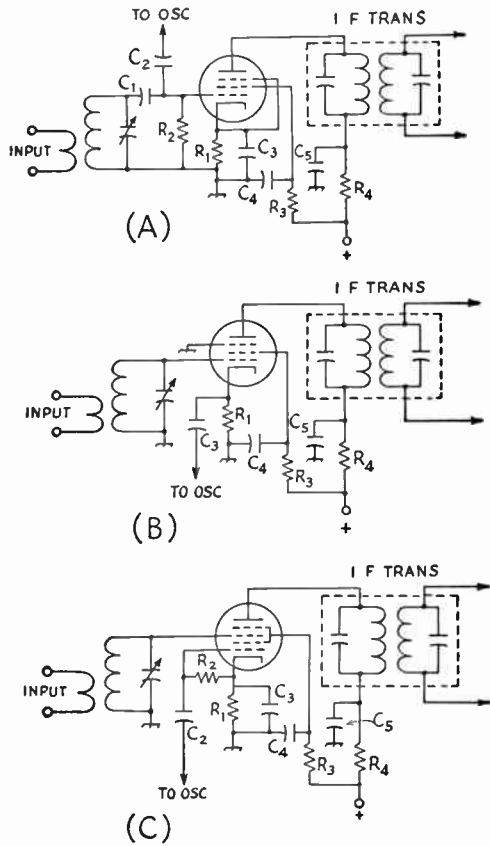 TO OSC
I F TRANS
C2
C1
R2
R1
C3
C4
C5
R3
R4
INPUT
+
(A)
I F TRANS
INPUT
C3
R1
C4
C5
R3
R4
TO OSC
+
(B)
I F TRANS
INPUT
R2
R1
C3
C2
C4
C5
R3
R4
TO OSC
+
(C)